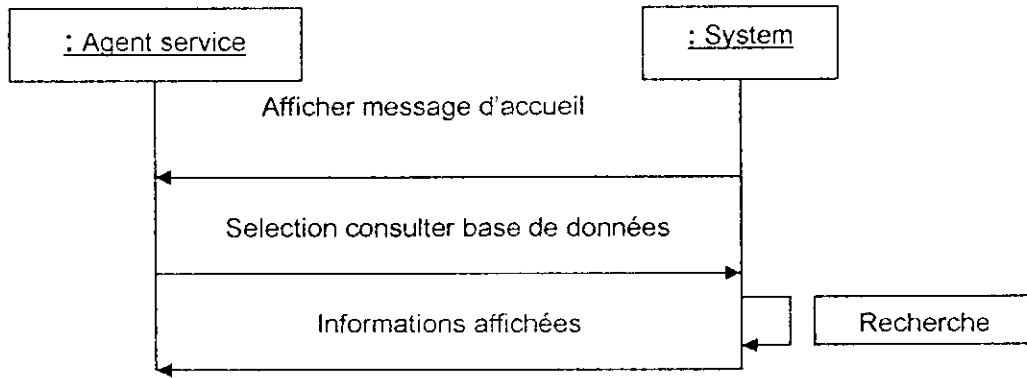 : Agent service
: System
Afficher message d'accueil
Selection consulter base de données
Informations affichées
Recherche